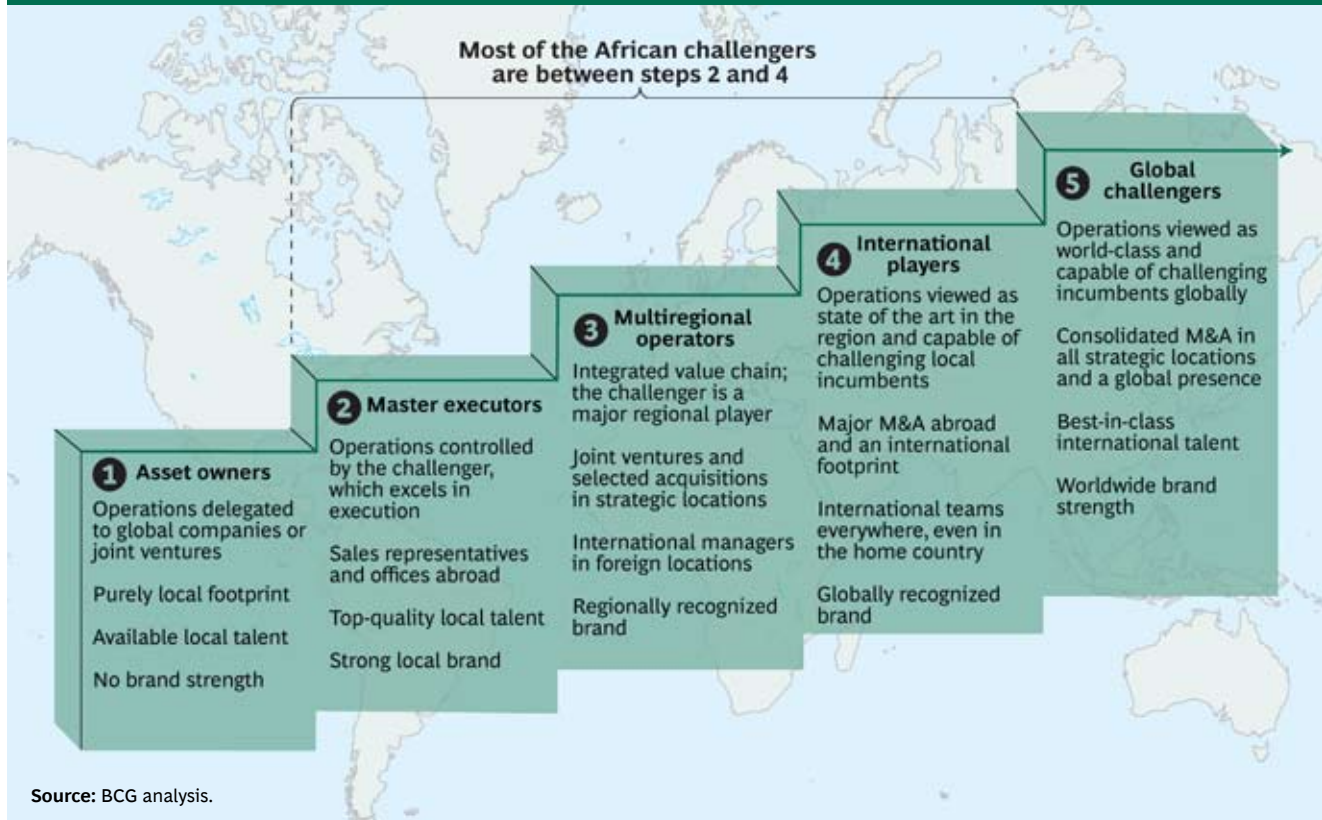 Most of the African challengers
are between steps 2 and 4
1 Asset owners
Operations delegated
to global companies or
joint ventures
Purely local footprint
Available local talent
No brand strength
2 Master executors
Operations controlled
by the challenger,
which excels in
execution
Sales representatives
and offices abroad
Top-quality local talent
Strong local brand
3 Multiregional
operators
Integrated value chain;
the challenger is a
major regional player
Joint ventures and
selected acquisitions
in strategic locations
International managers
in foreign locations
Regionally recognized
brand
4 International
players
Operations viewed as
state of the art in the
region and capable of
challenging local
incumbents
Major M&A abroad
and an international
footprint
International teams
everywhere, even in
the home country
Globally recognized
brand
5 Global
challengers
Operations viewed as
world-class and
capable of challenging
incumbents globally
Consolidated M&A in
all strategic locations
and a global presence
Best-in-class
international talent
Worldwide brand
strength
Source: BCG analysis.